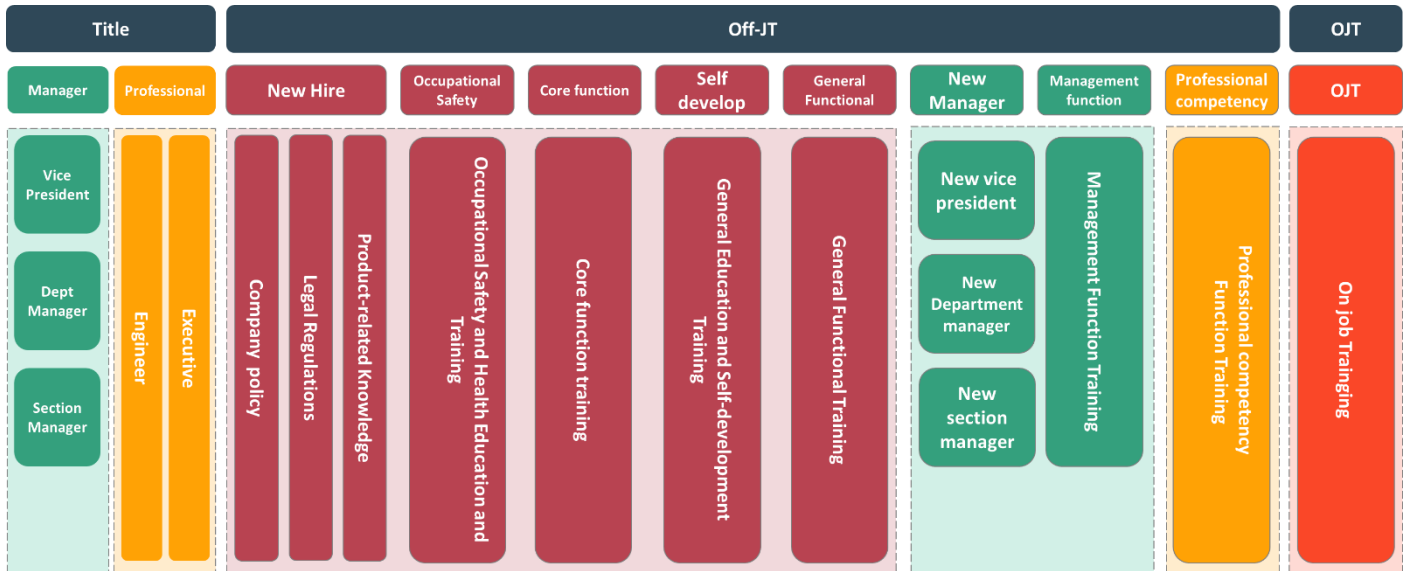 Title
Off-JT
OJT
Manager
Professional
New Hire
Occupational
Safety
Core function
Self
develop
General
Functional
New
Manager
Management
function
Professional
competency
OJT
Vice
President
Dept
Manager
Section
Manager
Engineer
Executive
Company policy
Legal Regulations
Product-related Knowledge
Occupational Safety and Health Education and
Training
Core function training
General Education and Self-development
Training
General Functional Training
New vice
president
New
Department
manager
New
section
manager
Management Function Training
Professional competency
Function Training
On job Trainging